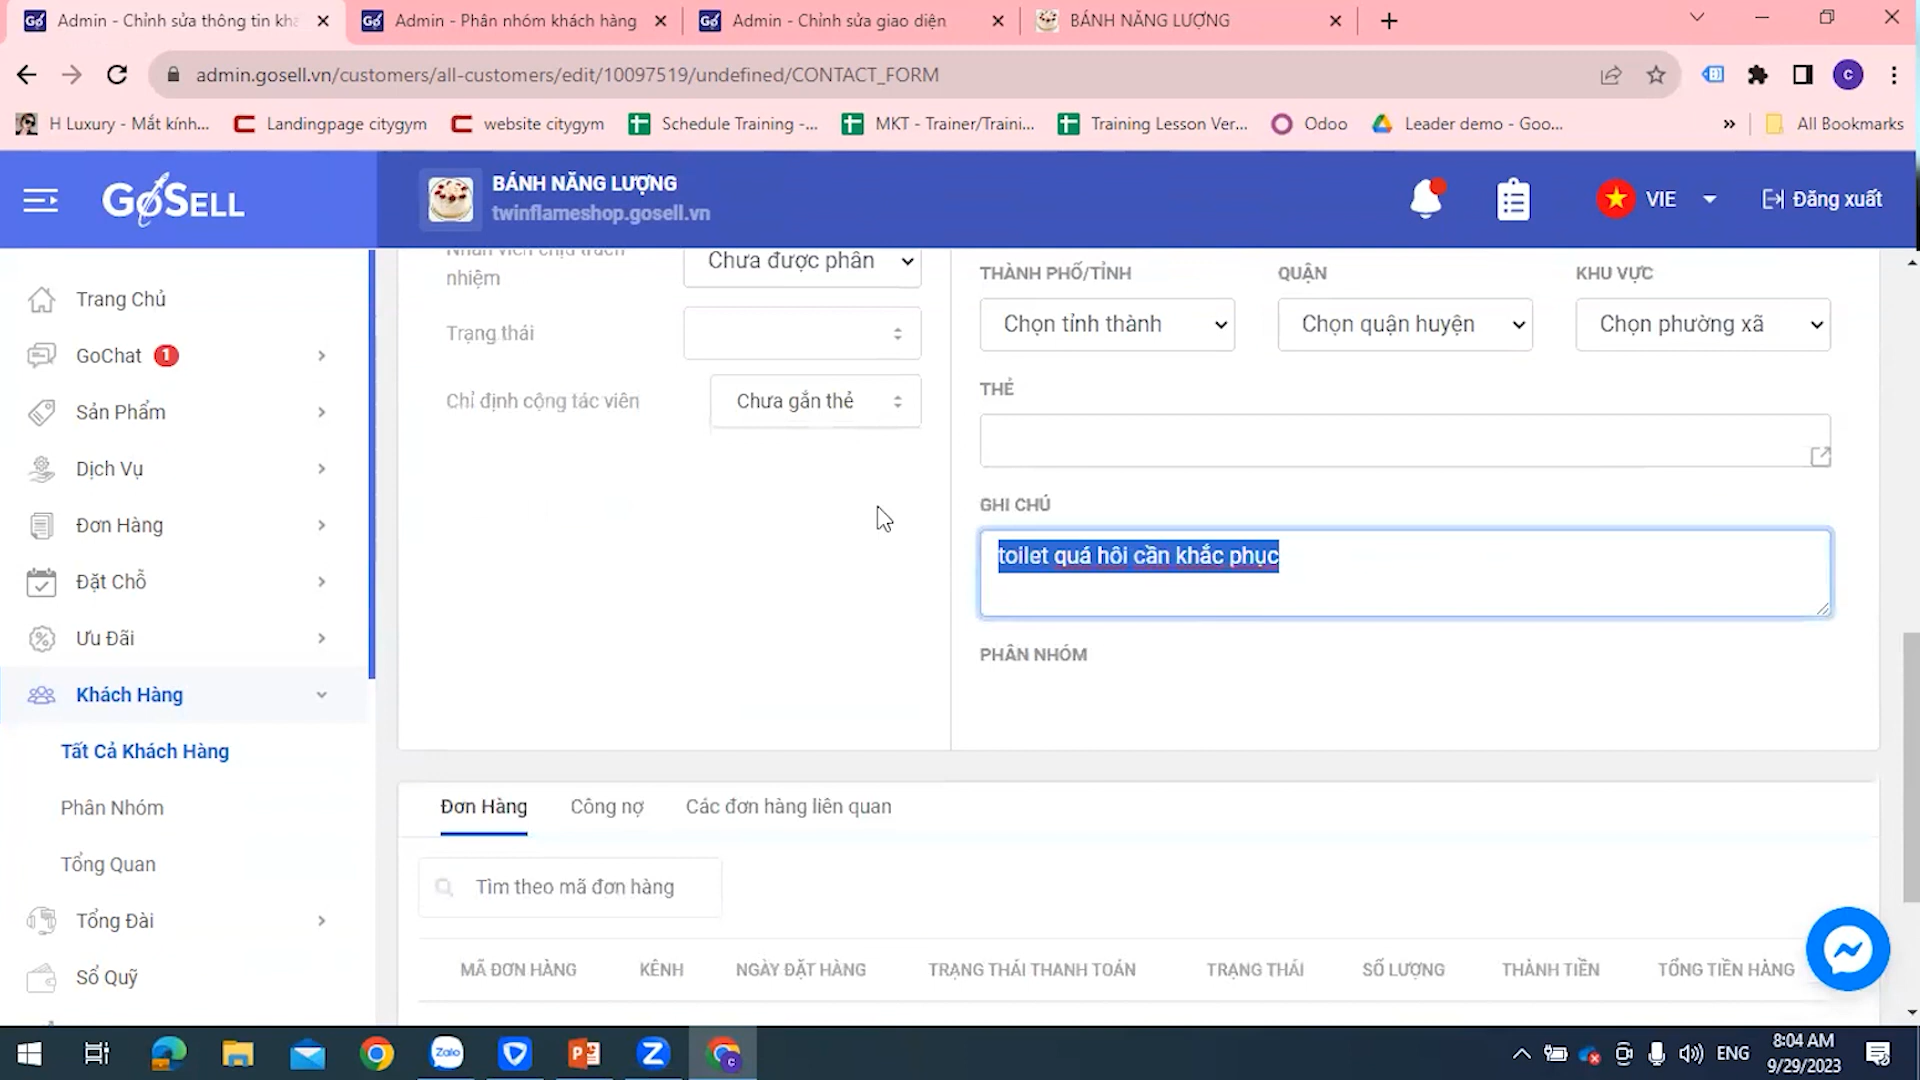 Admin - Chỉnh sửa thông tin khá
Admin - Phân nhóm khách hàng
Admin - Chỉnh sửa giao diện
BÁNH NĂNG LƯỢNG
admin.gosell.vn/customers/all-customers/edit/10097519/undefined/CONTACT_FORM
C
H Luxury - Mắt kính...
Landingpage citygym
website citygym
Schedule Training -...
MKT - Trainer/Traini...
Training Lesson Ver...
Odoo
Leader demo - Goo...
»
All Bookmarks
GoSELL
BÁNH NĂNG LƯỢNG
twinflameshop.gosell.vn
VIE
Đăng xuất
Trang Chủ
GoChat 1
Sản Phẩm
Dịch Vụ
Đơn Hàng
Đặt Chỗ
Ưu Đãi
Khách Hàng
Tất Cả Khách Hàng
Phân Nhóm
Tổng Quan
Tổng Đài
Sổ Quỹ
Nhân viên chịu trách
nhiệm
Chưa được phân
Trạng thái
Chỉ định cộng tác viên
Chưa gắn thẻ
THÀNH PHỐ/TỈNH
QUẬN
KHU VỰC
Chọn tỉnh thành
Chọn quận huyện
Chọn phường xã
THẺ
GHI CHÚ
toilet quá hôi cần khắc phục
PHÂN NHÓM
Đơn Hàng
Công nợ
Các đơn hàng liên quan
Tìm theo mã đơn hàng
MÃ ĐƠN HÀNG
KÊNH
NGÀY ĐẶT HÀNG
TRẠNG THÁI THANH TOÁN
TRẠNG THÁI
SỐ LƯỢNG
THÀNH TIỀN
TỔNG TIỀN HÀNG
Zalo
ENG
8:04 AM
9/29/2023